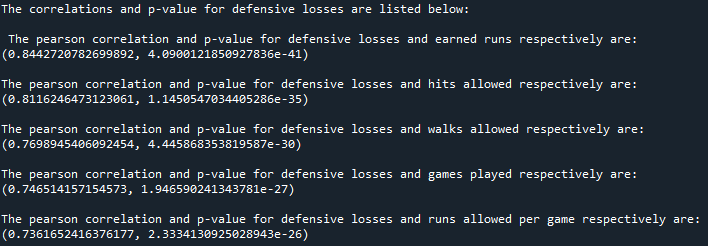 The correlations and p-value for defensive losses are listed below:
The pearson correlation and p-value for defensive losses and earned runs respectively are:
(0.8442720782699892, 4.0900121850927836e-41)
The pearson correlation and p-value for defensive losses and hits allowed respectively are:
(0.8116246473123061, 1.1450547034405286e-35)
The pearson correlation and p-value for defensive losses and walks allowed respectively are:
(0.7698945406092454, 4.445868353819587e-30)
The pearson correlation and p-value for defensive losses and games played respectively are:
(0.746514157154573, 1.946590241343781e-27)
The pearson correlation and p-value for defensive losses and runs allowed per game respectively are:
(0.7361652416376177, 2.3334130925028943e-26)